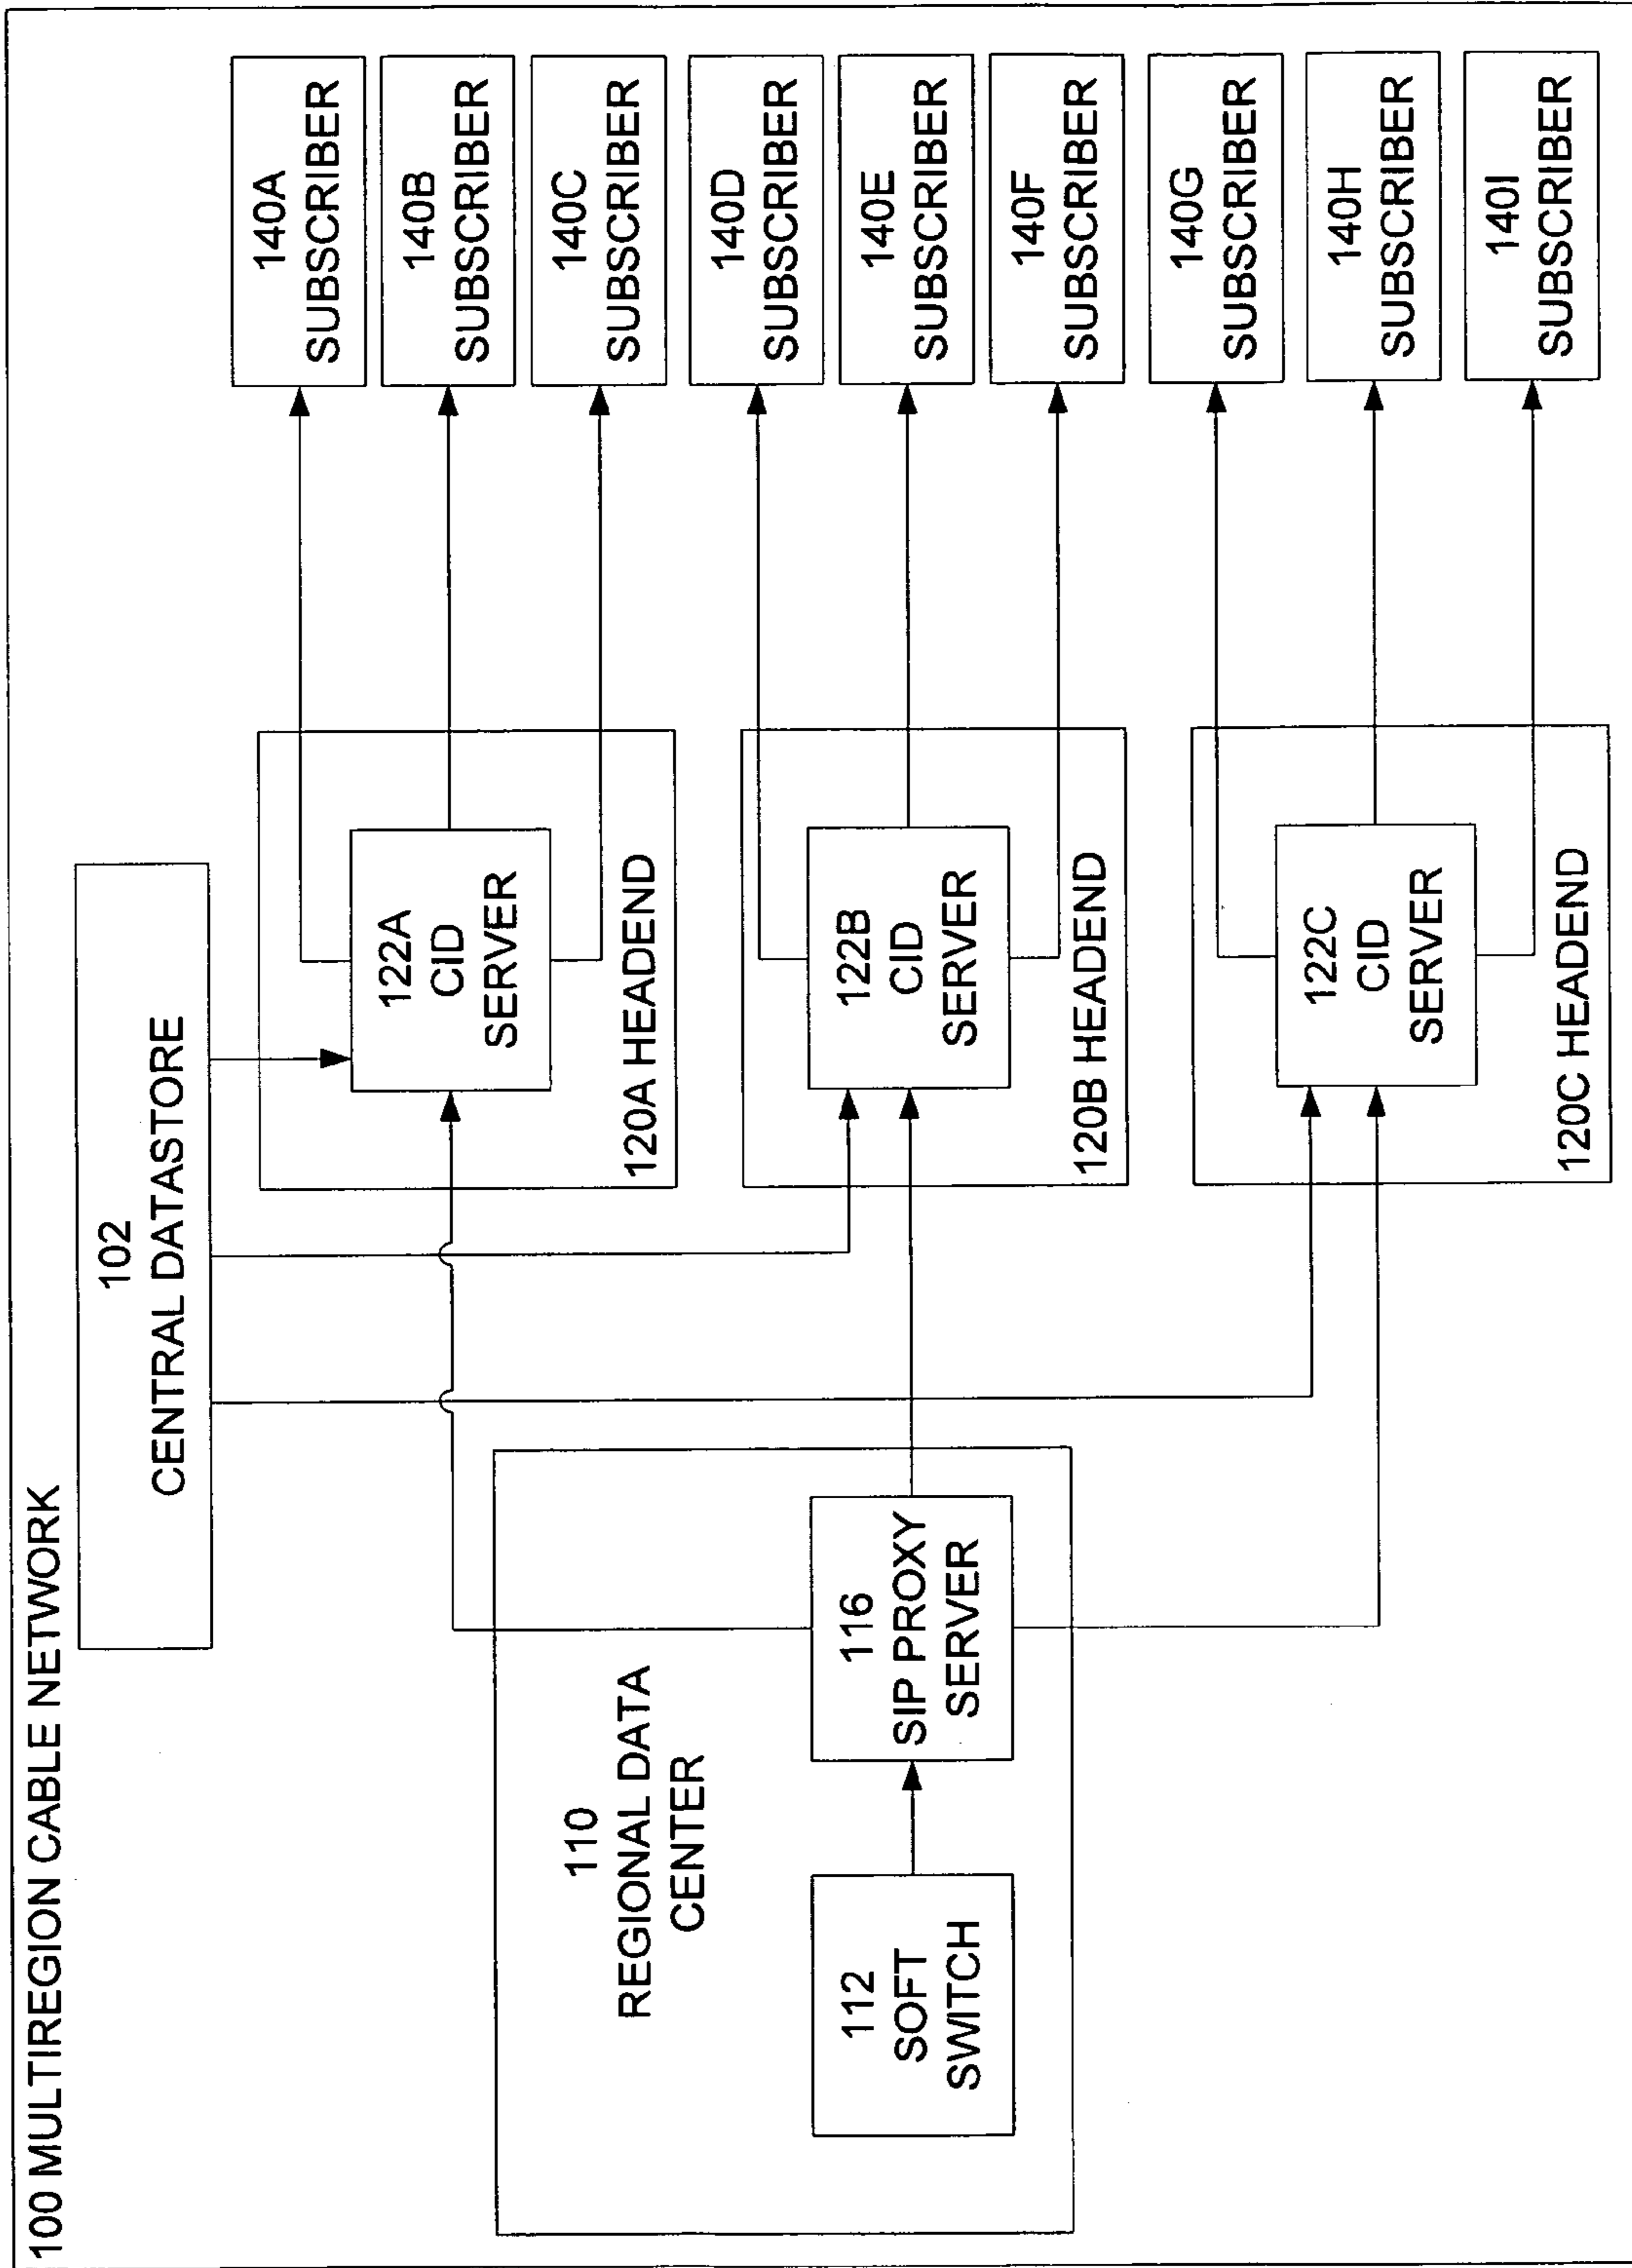 100 MULTIREGION CABLE NETWORK
102
CENTRAL DATASTORE
110
REGIONAL DATA
CENTER
112
SOFT
SWITCH
116
SIP PROXY
SERVER
122A
CID
SERVER
120A HEADEND
122B
CID
SERVER
120B HEADEND
122C
CID
SERVER
120C HEADEND
140A
SUBSCRIBER
140B
SUBSCRIBER
140C
SUBSCRIBER
140D
SUBSCRIBER
140E
SUBSCRIBER
140F
SUBSCRIBER
140G
SUBSCRIBER
140H
SUBSCRIBER
140I
SUBSCRIBER